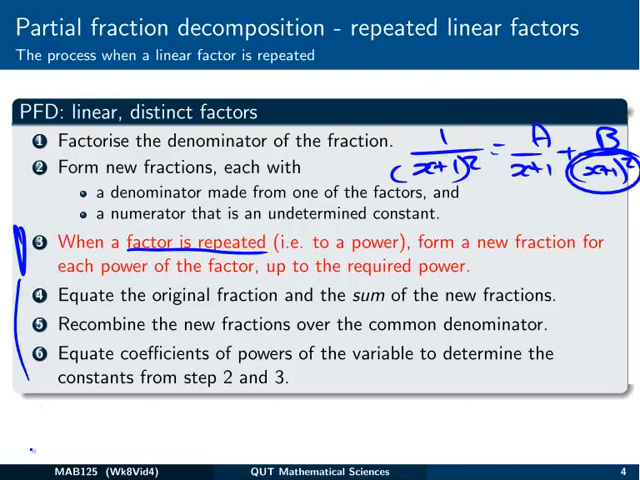 Partial fraction decomposition - repeated linear factors
The process when a linear factor is repeated
PFD: linear, distinct factors
1 Factorise the denominator of the fraction.
1/(x+1)² = A/x+1 + B/(x+1)²
2 Form new fractions, each with
• a denominator made from one of the factors, and
• a numerator that is an undetermined constant.
3 When a factor is repeated (i.e. to a power), form a new fraction for
each power of the factor, up to the required power.
4 Equate the original fraction and the sum of the new fractions.
5 Recombine the new fractions over the common denominator.
6 Equate coefficients of powers of the variable to determine the
constants from step 2 and 3.
MAB125 (Wk8Vid4) QUT Mathematical Sciences 4